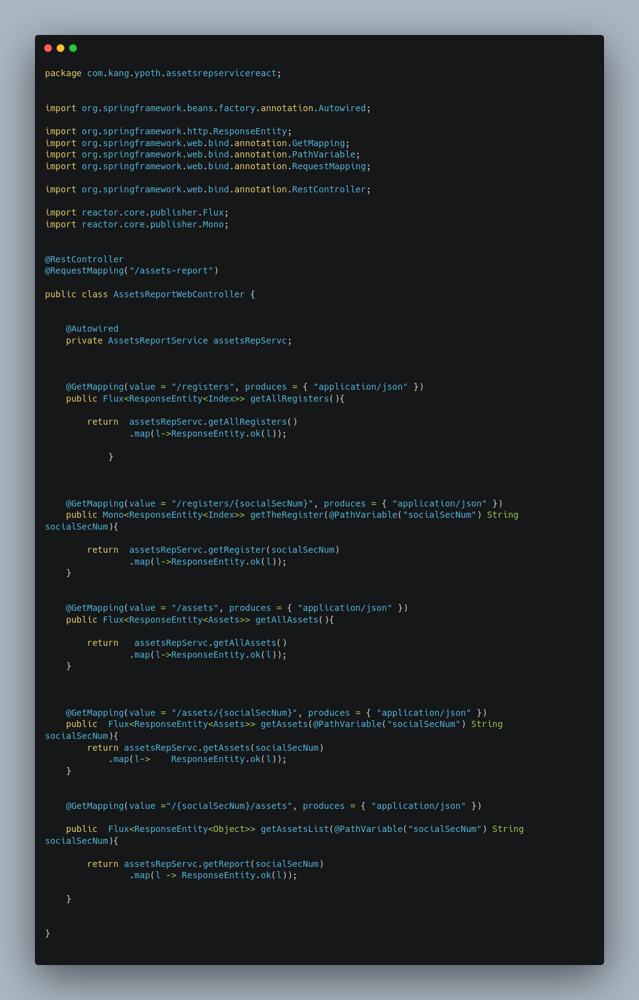 package com.kang.ypoth.assetsrepservicereact;
import org.springframework.beans.factory.annotation.Autowired;
import org.springframework.http.ResponseEntity;
import org.springframework.web.bind.annotation.GetMapping;
import org.springframework.web.bind.annotation.PathVariable;
import org.springframework.web.bind.annotation.RequestMapping;
import org.springframework.web.bind.annotation.RestController;
import reactor.core.publisher.Flux;
import reactor.core.publisher.Mono;
@RestController
@RequestMapping("/assets-report")
public class AssetsReportWebController {
    @Autowired
    private AssetsReportService assetsRepServc;
    @GetMapping(value = "/registers", produces = { "application/json" })
    public Flux<ResponseEntity<Index>> getAllRegisters(){
        return  assetsRepServc.getAllRegisters()
                .map(l->ResponseEntity.ok(l));
            }
    @GetMapping(value = "/registers/{socialSecNum}", produces = { "application/json" })
    public Mono<ResponseEntity<Index>> getTheRegister(@PathVariable("socialSecNum") String
socialSecNum){
        return  assetsRepServc.getRegister(socialSecNum)
                .map(l->ResponseEntity.ok(l));
    }
    @GetMapping(value = "/assets", produces = { "application/json" })
    public Flux<ResponseEntity<Assets>> getAllAssets(){
        return   assetsRepServc.getAllAssets()
                .map(l->ResponseEntity.ok(l));
    }
    @GetMapping(value = "/assets/{socialSecNum}", produces = { "application/json" })
    public  Flux<ResponseEntity<Assets>> getAssets(@PathVariable("socialSecNum") String
socialSecNum){
        return assetsRepServc.getAssets(socialSecNum)
            .map(l->    ResponseEntity.ok(l));
    }
    @GetMapping(value ="/{socialSecNum}/assets", produces = { "application/json" })
    public  Flux<ResponseEntity<Object>> getAssetsList(@PathVariable("socialSecNum") String
socialSecNum){
        return assetsRepServc.getReport(socialSecNum)
                .map(l -> ResponseEntity.ok(l));
    }
}